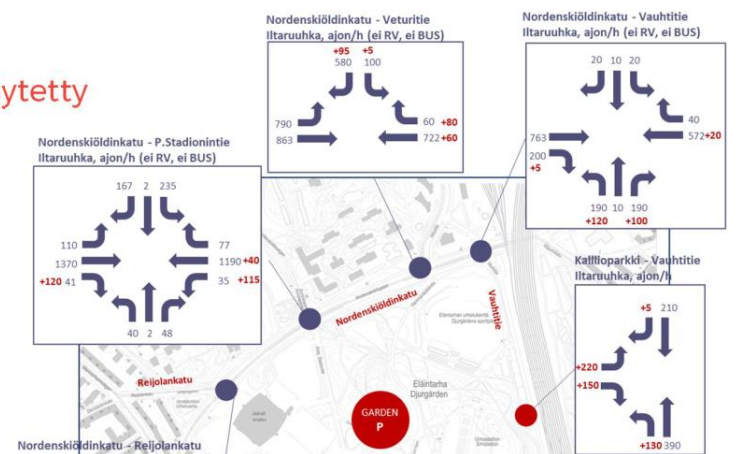 ytetty
Nordenskiöldinkatu - Veturitie
Iltaruuhka, ajon/h (ei RV, ei BUS)
+95 +5
580 100
790
863
60 +80
722 +60
Nordenskiöldinkatu - Vauhtitie
Iltaruuhka, ajon/h (ei RV, ei BUS)
20 10 20
40
763
572 +20
200
+5
190 10 190
+120 +100
Nordenskiöldinkatu - P.Stadionintie
Iltaruuhka, ajon/h (ei RV, ei BUS)
167 2 235
110
77
1370
1190 +40
+120 41
35 +115
40 2 48
Kalllioparkki - Vauhtitie
Iltaruuhka, ajon/h
+5 210
+220
+150
+130 390
Nordenskiöldinkatu
Vauhtitie
Reijolankatu
Eläintarha
Djurgården
GARDEN
P
Nordenskiöldinkatu - Reijolankatu